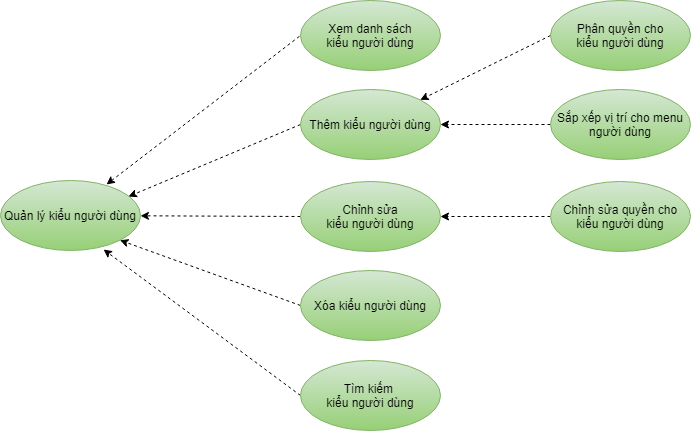 Xem danh sách
kiểu người dùng
Phân quyền cho
kiểu người dùng
Thêm kiểu người dùng
Sắp xếp vị trí cho menu
người dùng
Quản lý kiểu người dùng
Chỉnh sửa
kiểu người dùng
Chỉnh sửa quyền cho
kiểu người dùng
Xóa kiểu người dùng
Tìm kiếm
kiểu người dùng